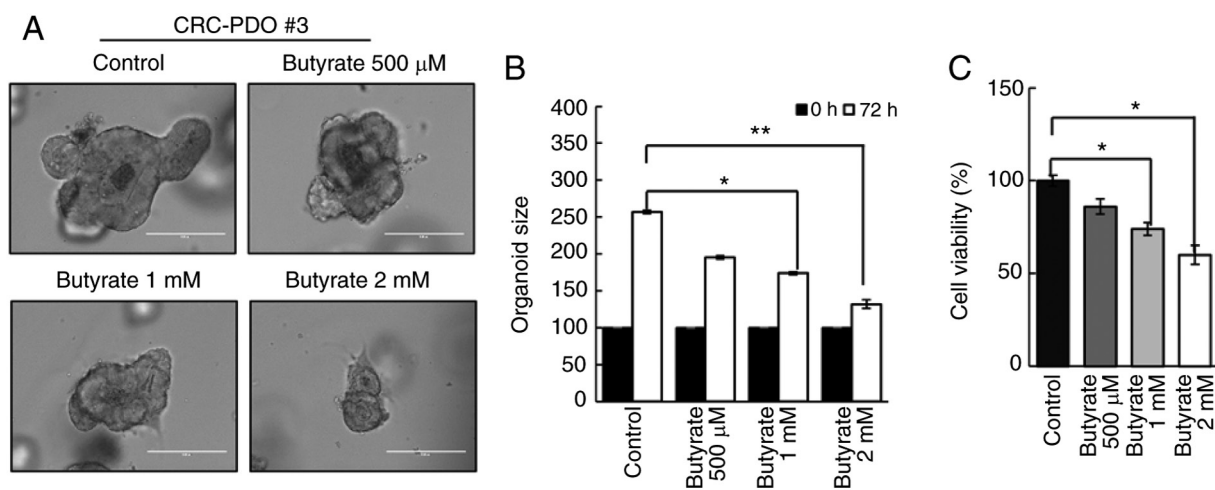 A
CRC-PDO #3
Control
Butyrate 500 μM
Butyrate 1 mM
Butyrate 2 mM
B
0 h
72 h
Organoid size
400
350
300
250
200
150
100
50
0
**
*
Control
Butyrate
500 μM
Butyrate
1 mM
Butyrate
2 mM
C
Cell viability (%)
150
100
50
0
*
*
Control
Butyrate
500 μM
Butyrate
1 mM
Butyrate
2 mM